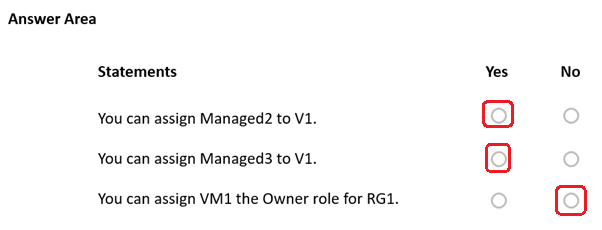 Answer Area
Statements Yes No
You can assign Managed2 to V1.
You can assign Managed3 to V1.
You can assign VM1 the Owner role for RG1.